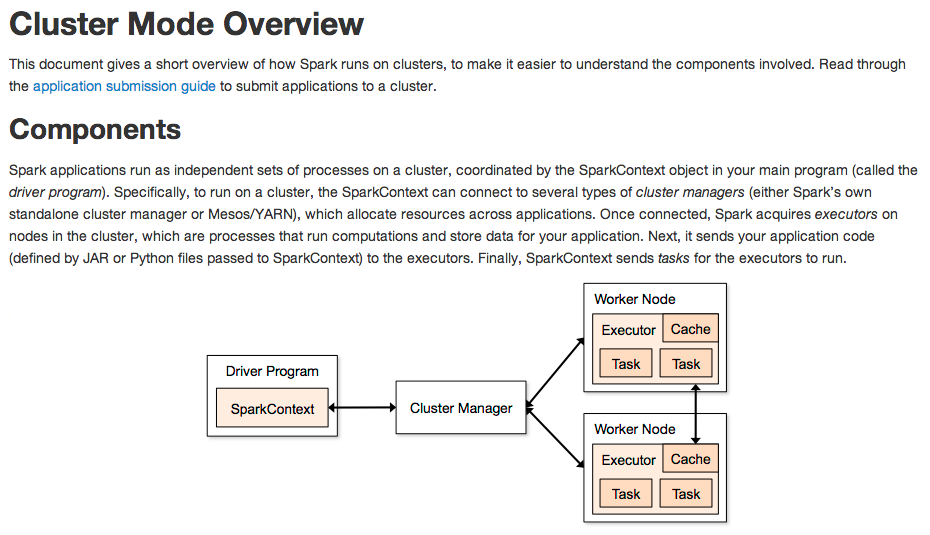 Cluster Mode Overview
This document gives a short overview of how Spark runs on clusters, to make it easier to understand the components involved. Read through
the application submission guide to submit applications to a cluster.
Components
Spark applications run as independent sets of processes on a cluster, coordinated by the SparkContext object in your main program (called the
driver program). Specifically, to run on a cluster, the SparkContext can connect to several types of cluster managers (either Spark's own
standalone cluster manager or Mesos/YARN), which allocate resources across applications. Once connected, Spark acquires executors on
nodes in the cluster, which are processes that run computations and store data for your application. Next, it sends your application code
(defined by JAR or Python files passed to SparkContext) to the executors. Finally, SparkContext sends tasks for the executors to run.
Driver Program
SparkContext
Cluster Manager
Worker Node
Executor Cache
Task Task
Worker Node
Executor Cache
Task Task